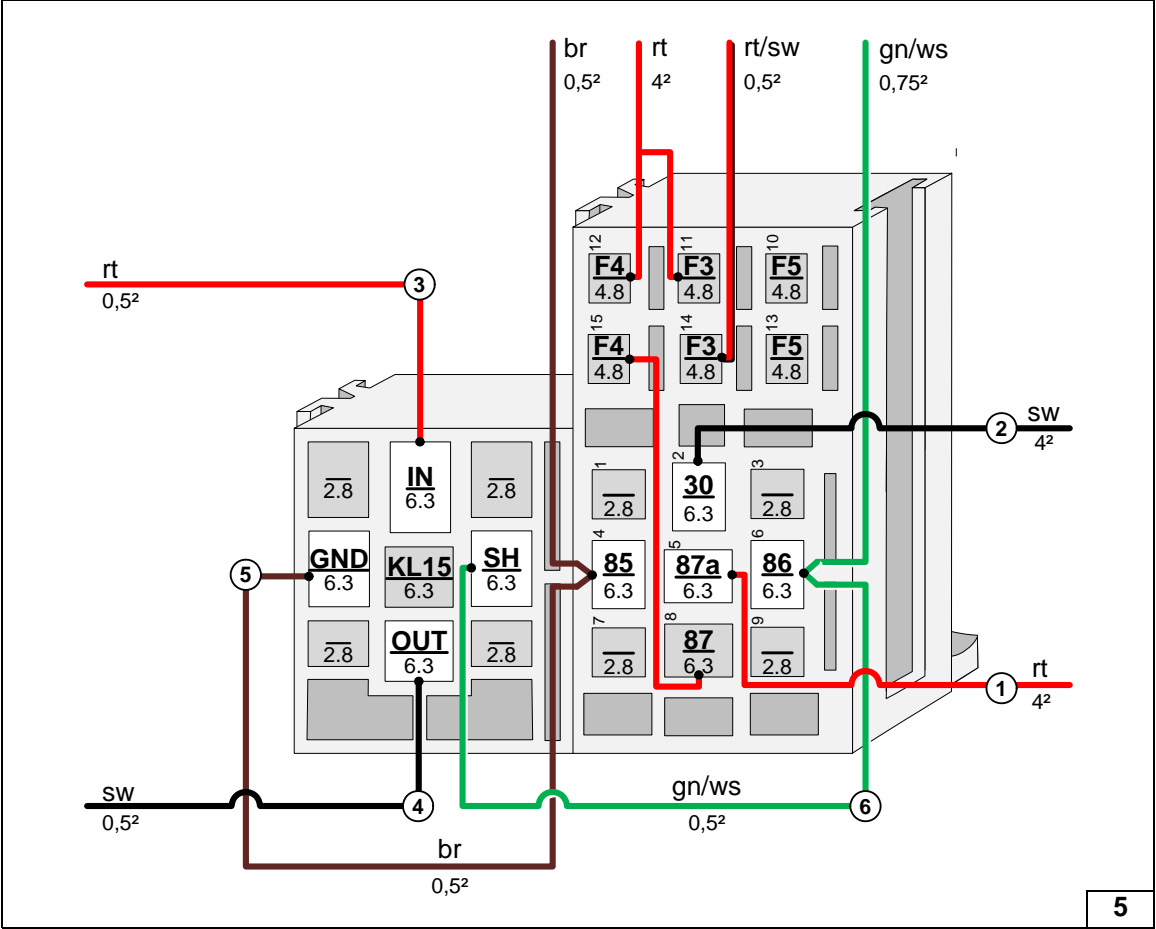 br rt rt/sw gn/ws
0,5² 4² 0,5² 0,75²
12 11 10
F4 F3 F5
4.8 4.8 4.8
rt
3
0,5²
15 14 13
F4 F3 F5
4.8 4.8 4.8
sw
2
4²
2.8 IN 2.8
6.3
1 2 3
2.8 30 2.8
6.3
4 5 6
GND KL15 SH 85 87a 86
6.3 6.3 6.3 6.3 6.3 6.3
5
7 8 9
2.8 OUT 2.8 2.8 87 2.8
6.3 6.3
rt
1
4²
sw
4
0,5²
gn/ws
6
0,5²
br
0,5²
5